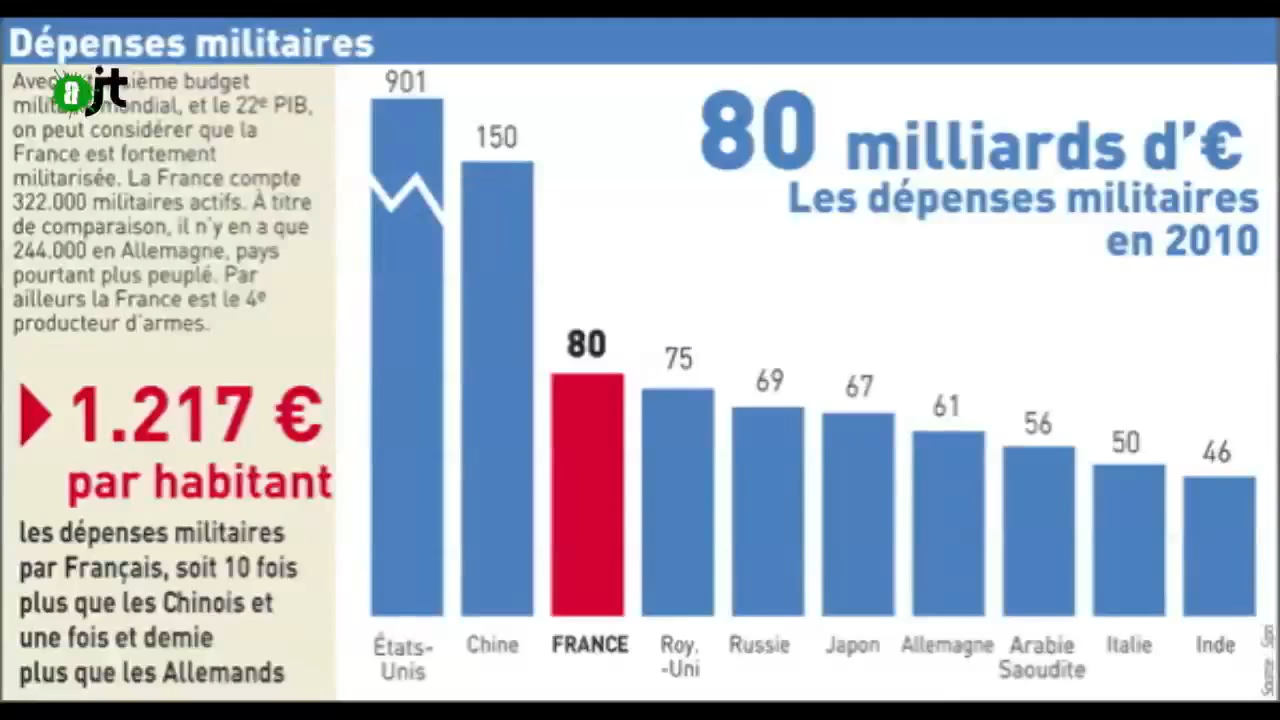 Dépenses militaires
ajt
budget
mondial, et le 22e PIB,
on peut considérer que la
France est fortement
militarisée. La France compte
322.000 militaires actifs. À titre
de comparaison, il n'y en a que
244.000 en Allemagne, pays
pourtant plus peuplé. Par
ailleurs la France est le 4e
producteur d'armes.
1.217 €
par habitant
les dépenses militaires
par Français, soit 10 fois
plus que les Chinois et
une fois et demie
plus que les Allemands
80 milliards d'€
Les dépenses militaires
en 2010
901
150
80
75
69
67
61
56
50
46
États-
Unis
Chine
FRANCE
Roy.
-Uni
Russie
Japon
Allemagne
Arabie
Saoudite
Italie
Inde